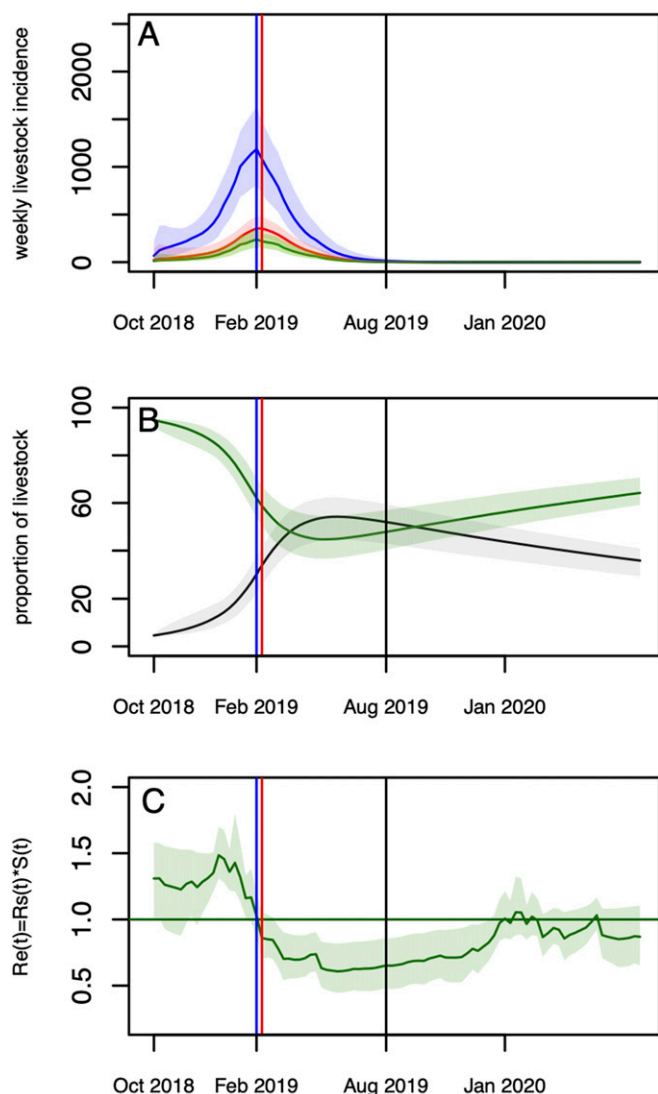 A
weekly livestock incidence
2000
1000
0
Oct 2018 Feb 2019 Aug 2019 Jan 2020
B
proportion of livestock
100
60
20
0
Oct 2018 Feb 2019 Aug 2019 Jan 2020
C
Re(t)=Rs(t)*S(t)
2.0
1.5
1.0
0.5
Oct 2018 Feb 2019 Aug 2019 Jan 2020